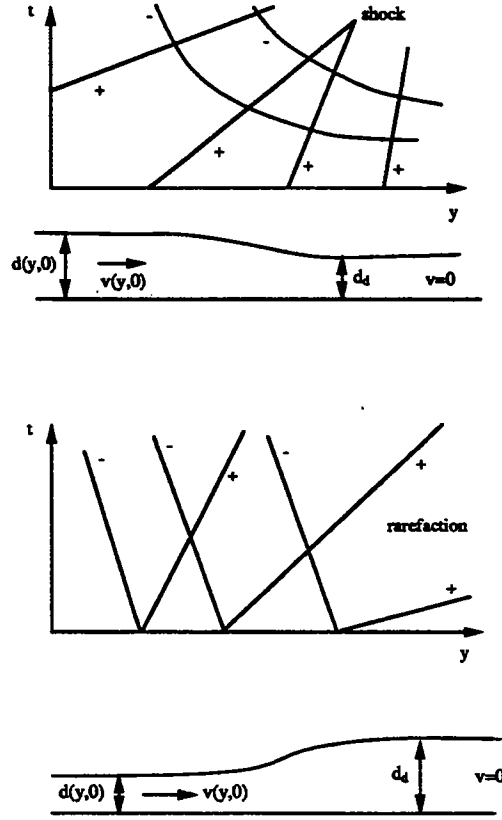 t
-
-
shock
+
+
+
+
y
d(y,0)
v(y,0)
d_d
v=0
t
-
-
+
-
+
rarefaction
+
y
d(y,0)
v(y,0)
d_d
v=0